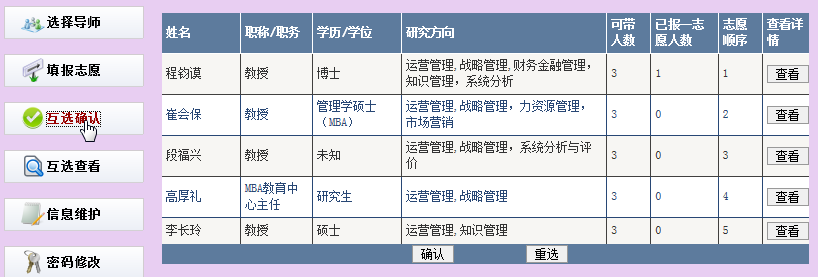 选择导师
填报志愿
互选确认
互选查看
信息维护
密码修改
姓名 职称/职务 学历/学位 研究方向 可带人数 已报一志愿人数 志愿顺序 查看详情
程钧谟 教授 博士 运营管理,战略管理,财务金融管理，知识管理，系统分析 3 1 1 查看
崔会保 教授 管理学硕士（MBA） 运营管理,战略管理，力资源管理，市场营销 3 0 2 查看
段福兴 教授 未知 运营管理,战略管理，系统分析与评价 3 0 3 查看
高厚礼 MBA教育中心主任 研究生 运营管理,战略管理 3 0 4 查看
李长玲 教授 硕士 运营管理,知识管理 3 0 5 查看
确认 重选